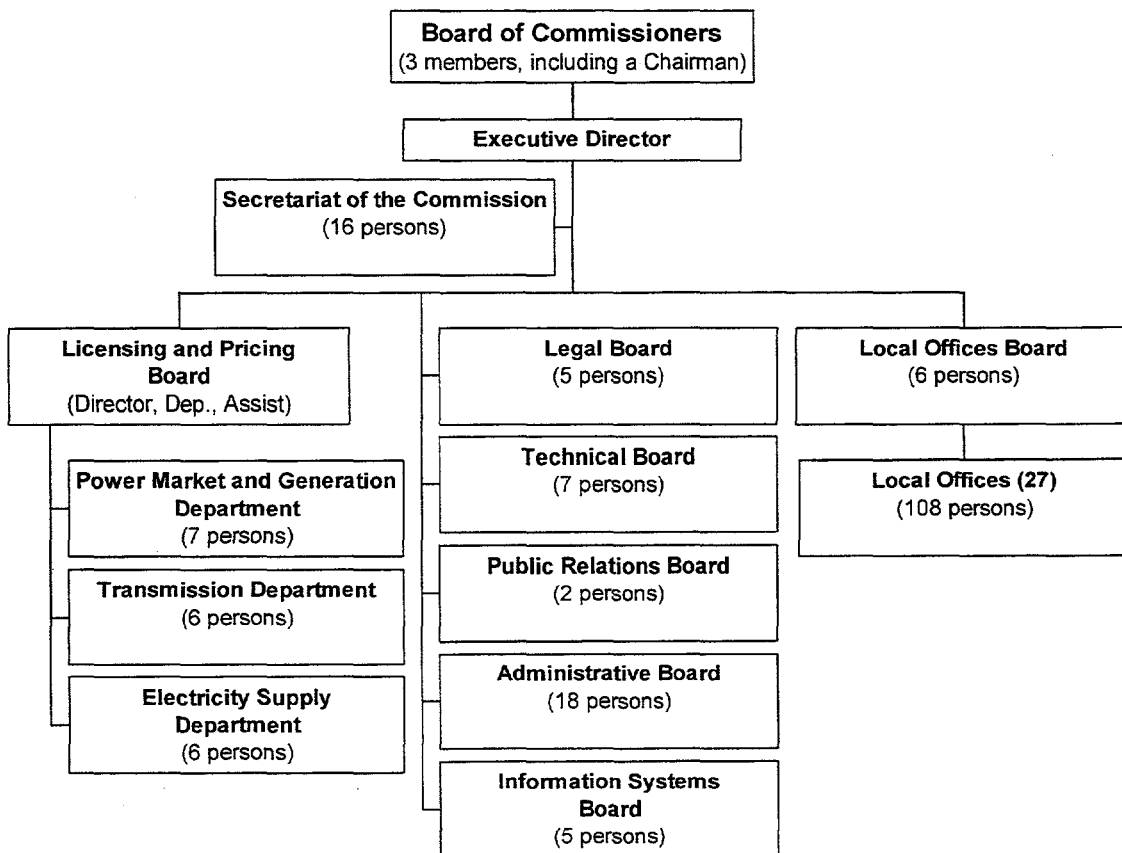 Board of Commissioners
(3 members, including a Chairman)
Executive Director
Secretariat of the Commission
(16 persons)
Licensing and Pricing
Board
(Director, Dep., Assist)
Power Market and Generation
Department
(7 persons)
Transmission Department
(6 persons)
Electricity Supply
Department
(6 persons)
Legal Board
(5 persons)
Technical Board
(7 persons)
Public Relations Board
(2 persons)
Administrative Board
(18 persons)
Information Systems
Board
(5 persons)
Local Offices Board
(6 persons)
Local Offices (27)
(108 persons)